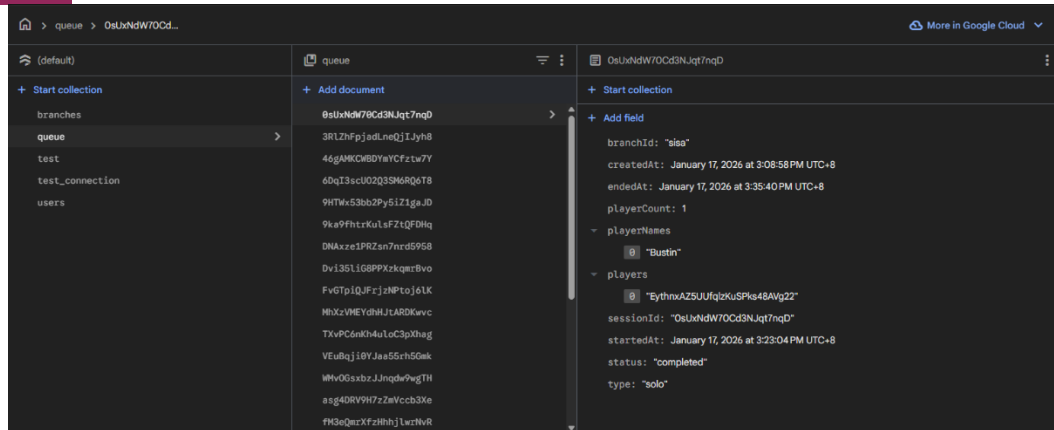 queue > 0sUxNdW70Cd...
More in Google Cloud
(default)
+ Start collection
branches
queue
test
test_connection
users
queue
+ Add document
0sUxNdW70Cd3NJqt7nqD
3RlZhFpjadLneQjIJyh8
46gAMKCWBDYmYCfztw7Y
6DqI3scUO2Q3SM6RQ6T8
9HTWx53bb2Py5iZ1gaJD
9ka9fhtrKulsFZtQFDHq
DNAxze1PRZsn7nrd5958
Dvi35liG8PPXzkqmrBvo
FvGTpiQJFrjzNPtoj6lK
MhXzVMEYdhHJtARDKwvc
TXvPC6nKh4uloC3pXhag
VEuBqji0YJaa55rh5Gmk
WMvOGsxbzJJnqdw9wgTH
asg4DRV9H7zZmVccb3Xe
fM3eQmrXfzHhhjlwrNvR
0sUxNdW70Cd3NJqt7nqD
+ Start collection
+ Add field
branchId: "sisa"
createdAt: January 17, 2026 at 3:08:58 PM UTC+8
endedAt: January 17, 2026 at 3:35:40 PM UTC+8
playerCount: 1
playerNames
0 "Bustin"
players
0 "EythnxAZ5UUfqlzKuSPks48AVg22"
sessionId: "0sUxNdW70Cd3NJqt7nqD"
startedAt: January 17, 2026 at 3:23:04 PM UTC+8
status: "completed"
type: "solo"